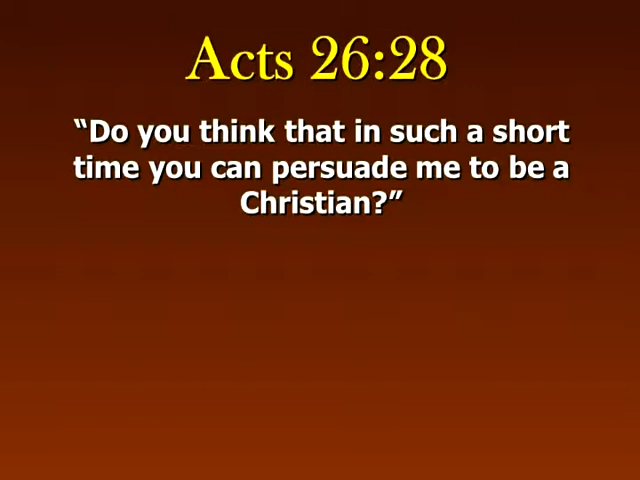 Acts 26:28
“Do you think that in such a short
time you can persuade me to be a
Christian?”